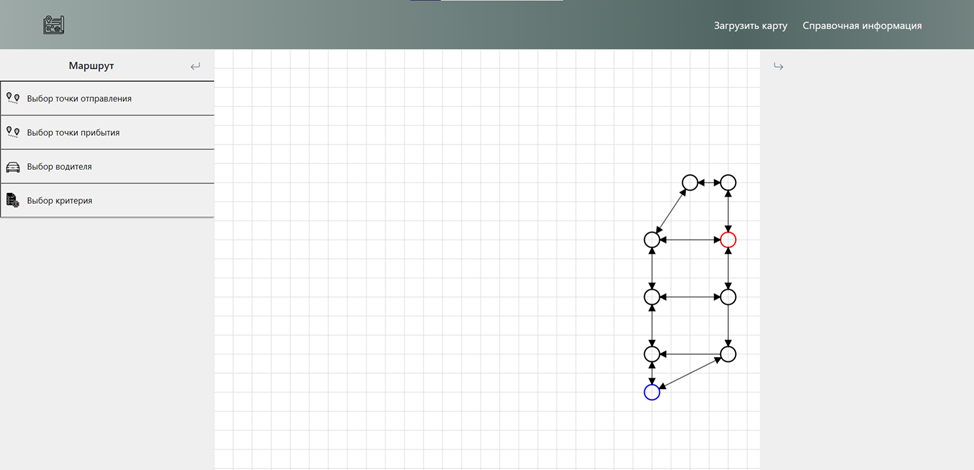 Загрузить карту
Справочная информация
Маршрут
Выбор точки отправления
Выбор точки прибытия
Выбор водителя
Выбор критерия